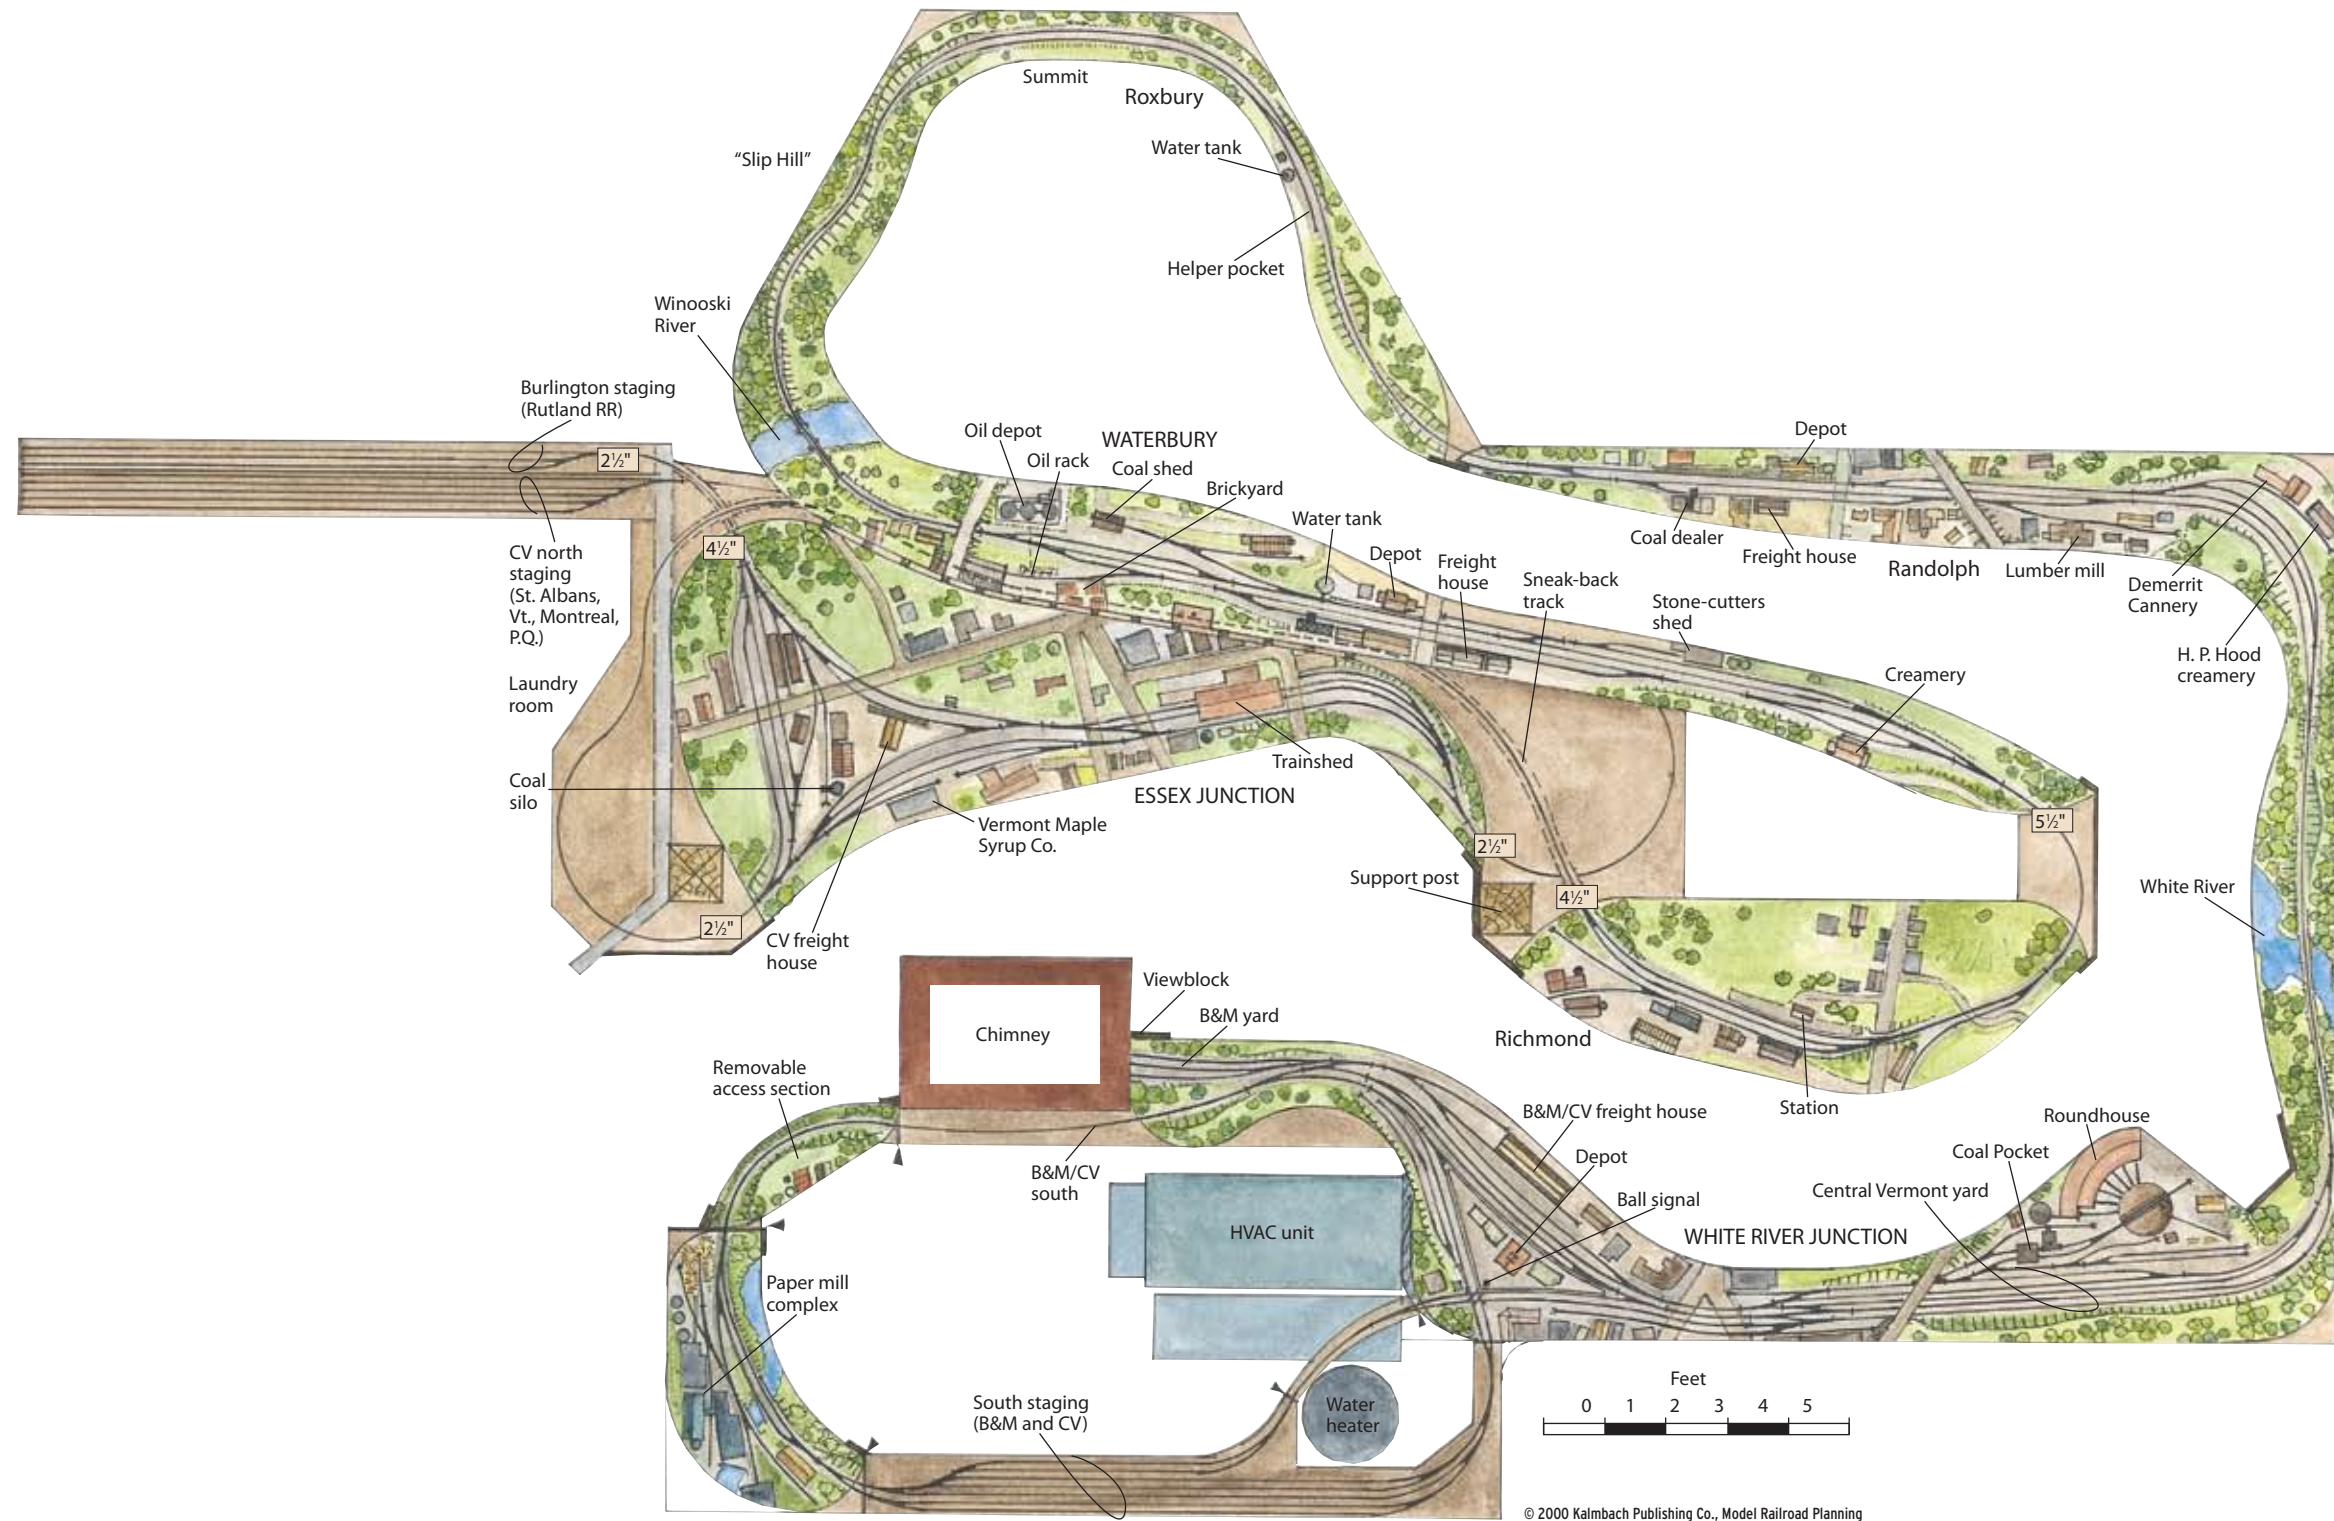 Summit
Roxbury
Water tank
“Slip Hill”
Helper pocket
Winooski
River
Burlington staging
(Rutland RR)
2½"
Oil depot
WATERBURY
Oil rack
Coal shed
Brickyard
Water tank
Depot
Freight
house
Sneak-back
track
Stone-cutters
shed
Creamery
Depot
Coal dealer
Freight house
Randolph
Lumber mill
Demerrit
Cannery
H. P. Hood
creamery
4½"
CV north
staging
(St. Albans,
Vt., Montreal,
P.Q.)
Laundry
room
Coal
silo
Trainshed
ESSEX JUNCTION
Vermont Maple
Syrup Co.
2½"
CV freight
house
2½"
5½"
Support post
4½"
White River
Chimney
Viewblock
B&M yard
Richmond
Station
Removable
access section
B&M/CV
south
B&M/CV freight house
Depot
Ball signal
Roundhouse
Coal Pocket
Central Vermont yard
WHITE RIVER JUNCTION
HVAC unit
Paper mill
complex
South staging
(B&M and CV)
Water
heater
Feet
0 1 2 3 4 5
© 2000 Kalmbach Publishing Co., Model Railroad Planning